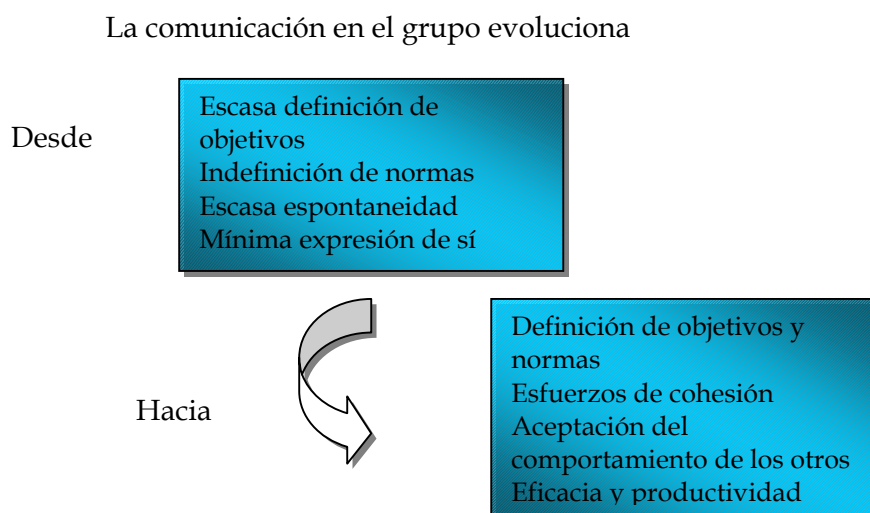 La comunicación en el grupo evoluciona
Desde
Escasa definición de
objetivos
Indefinición de normas
Escasa espontaneidad
Mínima expresión de sí
Hacia
Definición de objetivos y
normas
Esfuerzos de cohesión
Aceptación del
comportamiento de los otros
Eficacia y productividad